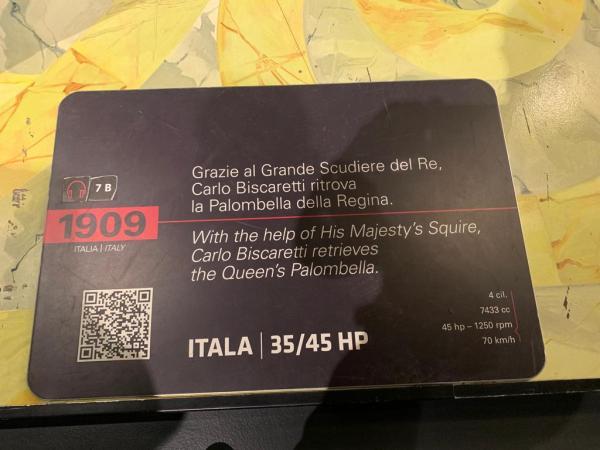 Grazie al Grande Scudiere del Re,
Carlo Biscaretti ritrova
la Palombella della Regina.
7 B
1909
ITALIA | ITALY
With the help of His Majesty's Squire,
Carlo Biscaretti retrieves
the Queen's Palombella.
ITALA | 35/45 HP
4 cil.
7433 cc
45 hp – 1250 rpm
70 km/h